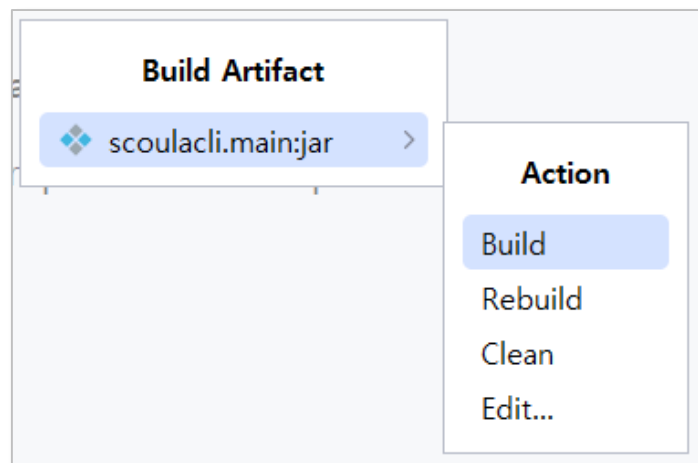 Build Artifact
scoulacli.main:jar
Action
Build
Rebuild
Clean
Edit...